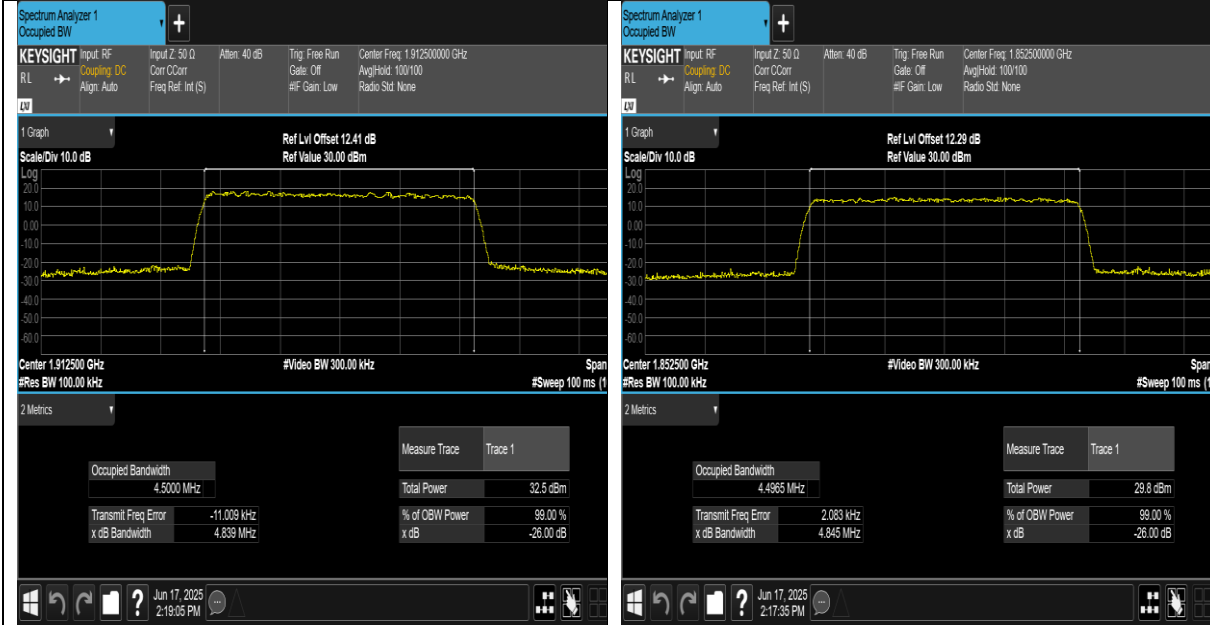 Spectrum Analyzer 1
Occupied BW
+
KEYSIGHT
RL
LXI
Input: RF
Coupling: DC
Align: Auto
Input Z: 50 Ω
Corr CCorr
Freq Ref: Int (S)
Atten: 40 dB
Trig: Free Run
Gate: Off
#IF Gain: Low
Center Freq: 1.912500000 GHz
Avg|Hold: 100/100
Radio Std: None
1 Graph
Scale/Div 10.0 dB
Ref Lvl Offset 12.41 dB
Ref Value 30.00 dBm
Log
20.0
10.0
0.00
-10.0
-20.0
-30.0
-40.0
-50.0
-60.0
Center 1.912500 GHz
#Res BW 100.00 kHz
#Video BW 300.00 kHz
Span
#Sweep 100 ms (1
2 Metrics
Measure Trace Trace 1
Occupied Bandwidth
4.5000 MHz
Total Power 32.5 dBm
Transmit Freq Error -11.009 kHz
% of OBW Power 99.00 %
x dB Bandwidth 4.839 MHz
x dB -26.00 dB
?
Jun 17, 2025
2:19:05 PM
Spectrum Analyzer 1
Occupied BW
+
KEYSIGHT
RL
LXI
Input: RF
Coupling: DC
Align: Auto
Input Z: 50 Ω
Corr CCorr
Freq Ref: Int (S)
Atten: 40 dB
Trig: Free Run
Gate: Off
#IF Gain: Low
Center Freq: 1.852500000 GHz
Avg|Hold: 100/100
Radio Std: None
1 Graph
Scale/Div 10.0 dB
Ref Lvl Offset 12.29 dB
Ref Value 30.00 dBm
Log
20.0
10.0
0.00
-10.0
-20.0
-30.0
-40.0
-50.0
-60.0
Center 1.852500 GHz
#Res BW 100.00 kHz
#Video BW 300.00 kHz
Span
#Sweep 100 ms (1
2 Metrics
Measure Trace Trace 1
Occupied Bandwidth
4.4965 MHz
Total Power 29.8 dBm
Transmit Freq Error 2.083 kHz
% of OBW Power 99.00 %
x dB Bandwidth 4.845 MHz
x dB -26.00 dB
?
Jun 17, 2025
2:17:35 PM